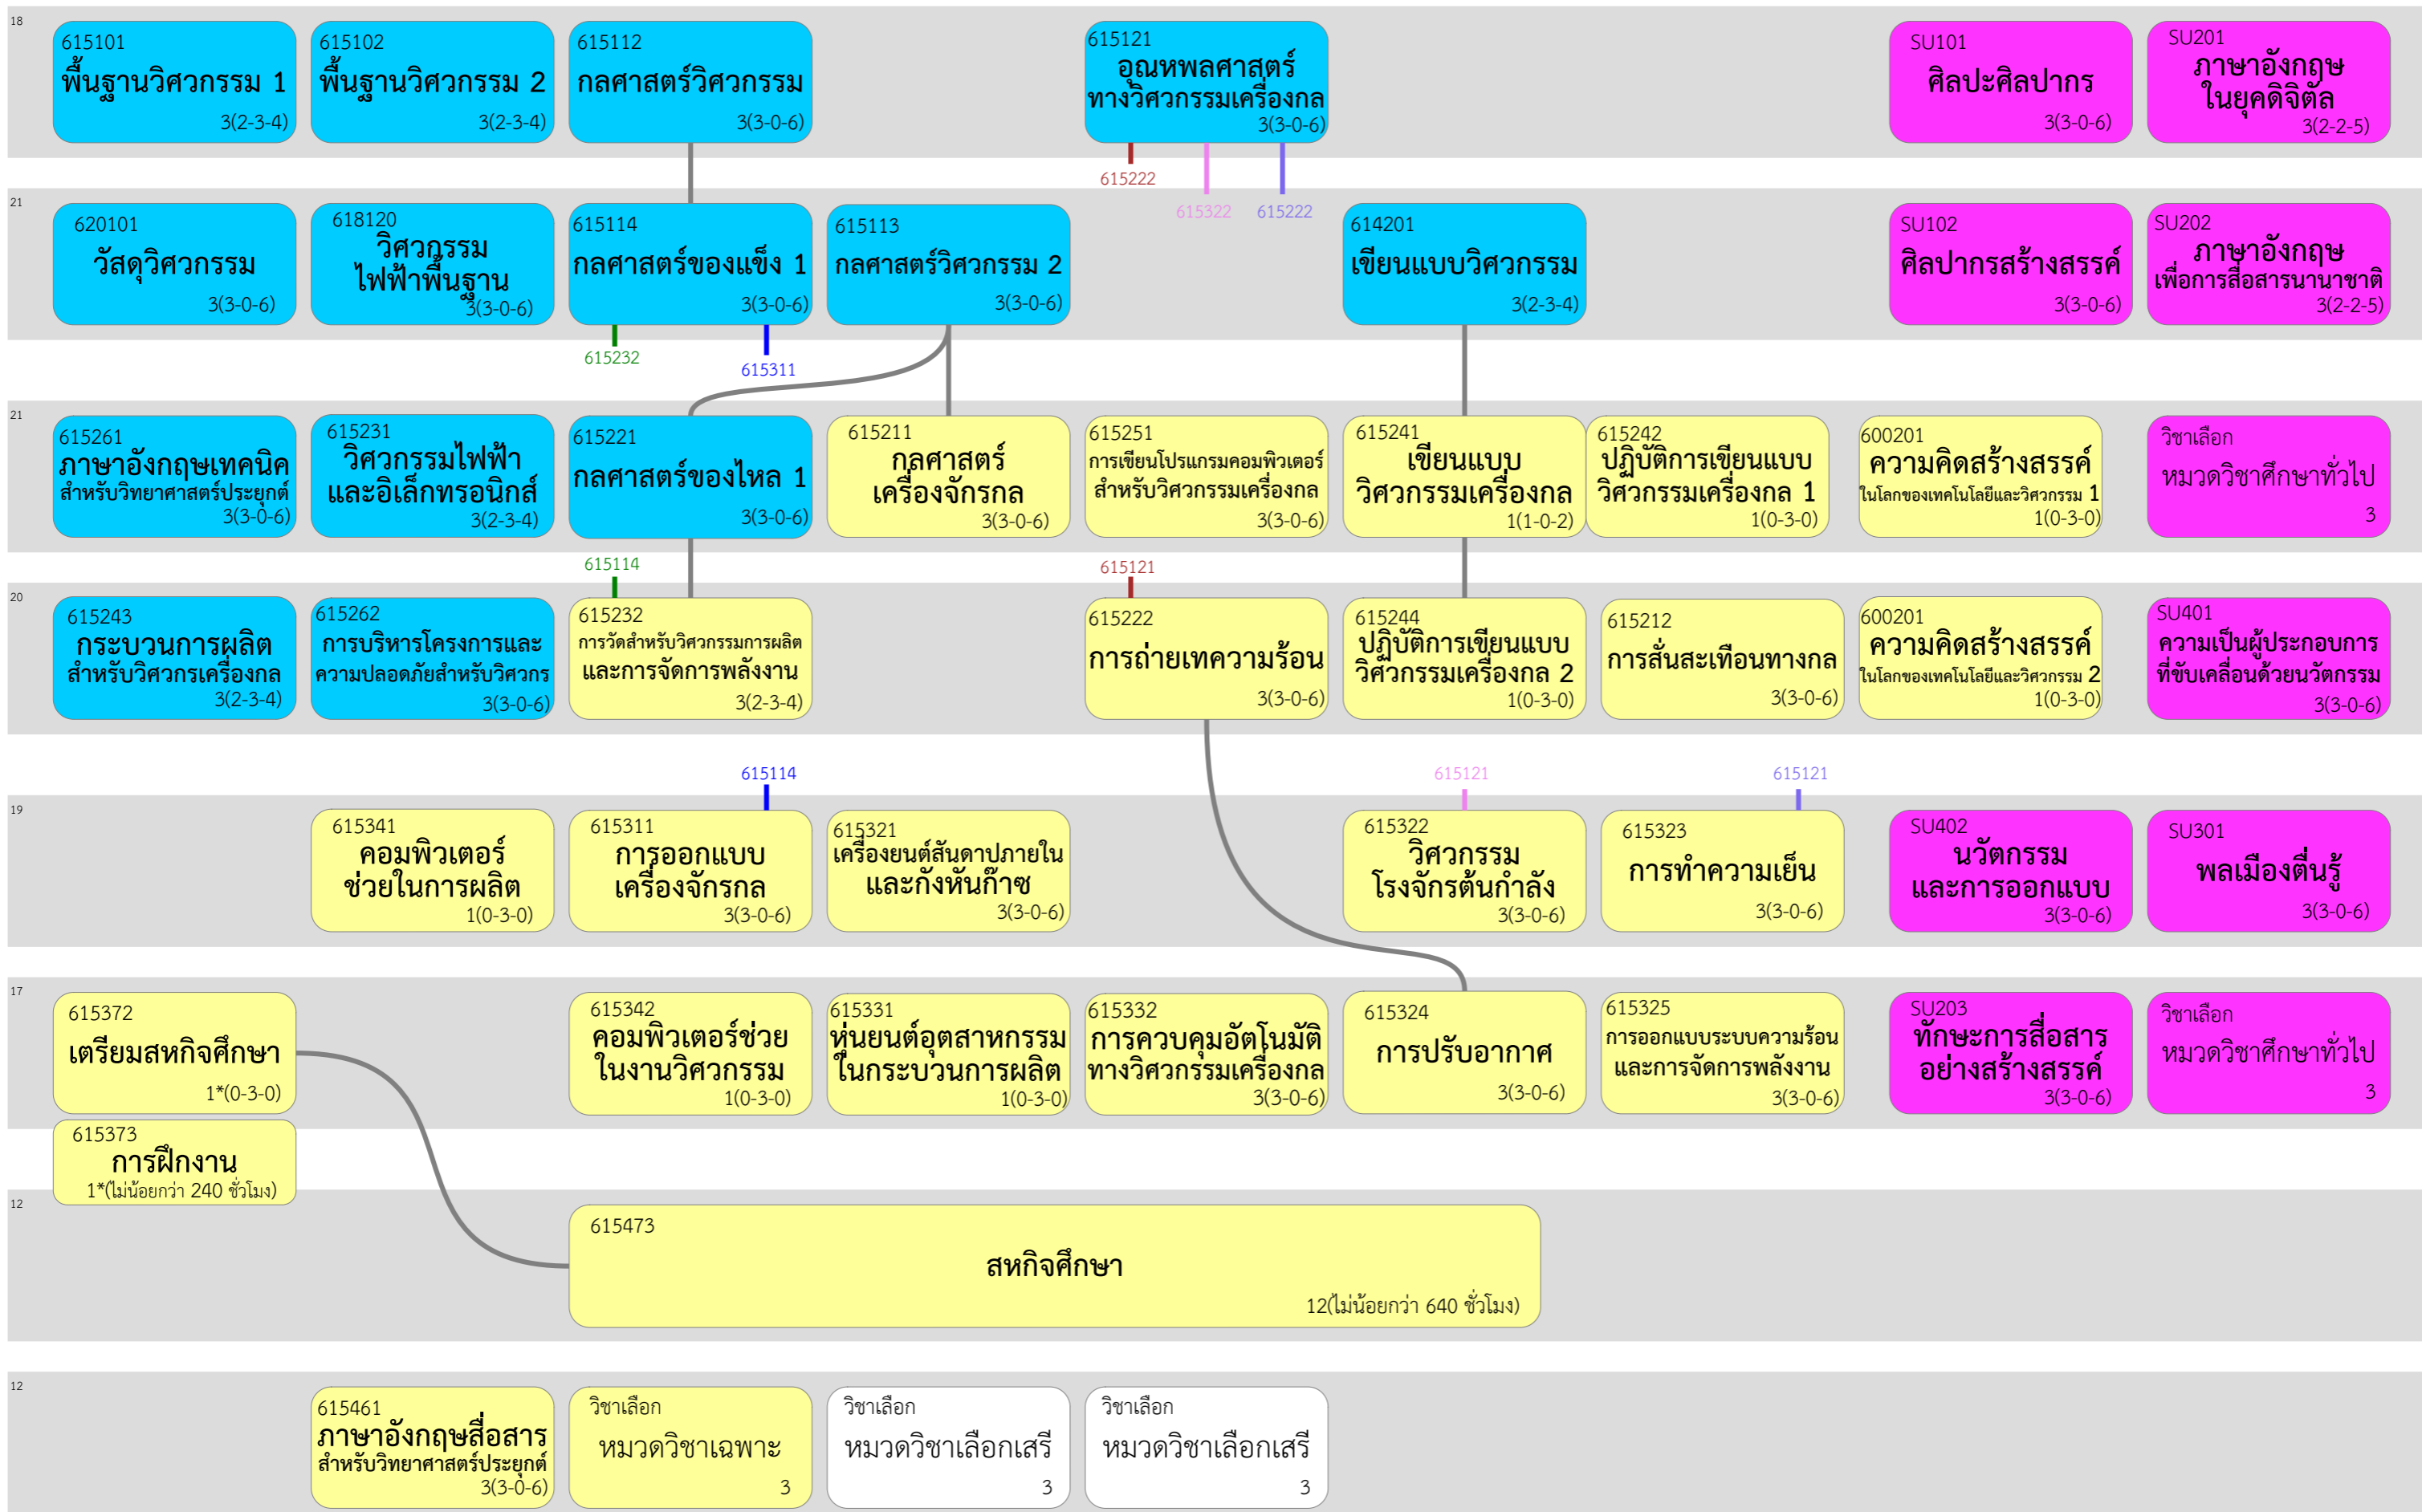 18
615101
พื้นฐานวิศวกรรม 1
3(2-3-4)
615102
พื้นฐานวิศวกรรม 2
3(2-3-4)
615112
กลศาสตร์วิศวกรรม
3(3-0-6)
615121
อุณหพลศาสตร์
ทางวิศวกรรมเครื่องกล
3(3-0-6)
SU101
ศิลปะศิลปากร
3(3-0-6)
SU201
ภาษาอังกฤษ
ในยุคดิจิตัล
3(2-2-5)
615222
615322
615222
21
620101
วัสดุวิศวกรรม
3(3-0-6)
618120
วิศวกรรม
ไฟฟ้าพื้นฐาน
3(3-0-6)
615114
กลศาสตร์ของแข็ง 1
3(3-0-6)
615113
กลศาสตร์วิศวกรรม 2
3(3-0-6)
614201
เขียนแบบวิศวกรรม
3(2-3-4)
SU102
ศิลปากรสร้างสรรค์
3(3-0-6)
SU202
ภาษาอังกฤษ
เพื่อการสื่อสารนานาชาติ
3(2-2-5)
615232
615311
21
615261
ภาษาอังกฤษเทคนิค
สำหรับวิทยาศาสตร์ประยุกต์
3(3-0-6)
615231
วิศวกรรมไฟฟ้า
และอิเล็กทรอนิกส์
3(2-3-4)
615221
กลศาสตร์ของไหล 1
3(3-0-6)
615211
กลศาสตร์
เครื่องจักรกล
3(3-0-6)
615251
การเขียนโปรแกรมคอมพิวเตอร์
สำหรับวิศวกรรมเครื่องกล
3(3-0-6)
615241
เขียนแบบ
วิศวกรรมเครื่องกล
1(1-0-2)
615242
ปฏิบัติการเขียนแบบ
วิศวกรรมเครื่องกล 1
1(0-3-0)
600201
ความคิดสร้างสรรค์
ในโลกของเทคโนโลยีและวิศวกรรม 1
1(0-3-0)
วิชาเลือก
หมวดวิชาศึกษาทั่วไป
3
615114
615121
20
615243
กระบวนการผลิต
สำหรับวิศวกรเครื่องกล
3(2-3-4)
615262
การบริหารโครงการและ
ความปลอดภัยสำหรับวิศวกร
3(3-0-6)
615232
การวัดสำหรับวิศวกรรมการผลิต
และการจัดการพลังงาน
3(2-3-4)
615222
การถ่ายเทความร้อน
3(3-0-6)
615244
ปฏิบัติการเขียนแบบ
วิศวกรรมเครื่องกล 2
1(0-3-0)
615212
การสั่นสะเทือนทางกล
3(3-0-6)
600201
ความคิดสร้างสรรค์
ในโลกของเทคโนโลยีและวิศวกรรม 2
1(0-3-0)
SU401
ความเป็นผู้ประกอบการ
ที่ขับเคลื่อนด้วยนวัตกรรม
3(3-0-6)
615114
615121
615121
19
615341
คอมพิวเตอร์
ช่วยในการผลิต
1(0-3-0)
615311
การออกแบบ
เครื่องจักรกล
3(3-0-6)
615321
เครื่องยนต์สันดาปภายใน
และกังหันก๊าซ
3(3-0-6)
615322
วิศวกรรม
โรงจักรต้นกำลัง
3(3-0-6)
615323
การทำความเย็น
3(3-0-6)
SU402
นวัตกรรม
และการออกแบบ
3(3-0-6)
SU301
พลเมืองตื่นรู้
3(3-0-6)
17
615372
เตรียมสหกิจศึกษา
1*(0-3-0)
615342
คอมพิวเตอร์ช่วย
ในงานวิศวกรรม
1(0-3-0)
615331
หุ่นยนต์อุตสาหกรรม
ในกระบวนการผลิต
1(0-3-0)
615332
การควบคุมอัตโนมัติ
ทางวิศวกรรมเครื่องกล
3(3-0-6)
615324
การปรับอากาศ
3(3-0-6)
615325
การออกแบบระบบความร้อน
และการจัดการพลังงาน
3(3-0-6)
SU203
ทักษะการสื่อสาร
อย่างสร้างสรรค์
3(3-0-6)
วิชาเลือก
หมวดวิชาศึกษาทั่วไป
3
615373
การฝึกงาน
1*(ไม่น้อยกว่า 240 ชั่วโมง)
12
615473
สหกิจศึกษา
12(ไม่น้อยกว่า 640 ชั่วโมง)
12
615461
ภาษาอังกฤษสื่อสาร
สำหรับวิทยาศาสตร์ประยุกต์
3(3-0-6)
วิชาเลือก
หมวดวิชาเฉพาะ
3
วิชาเลือก
หมวดวิชาเลือกเสรี
3
วิชาเลือก
หมวดวิชาเลือกเสรี
3